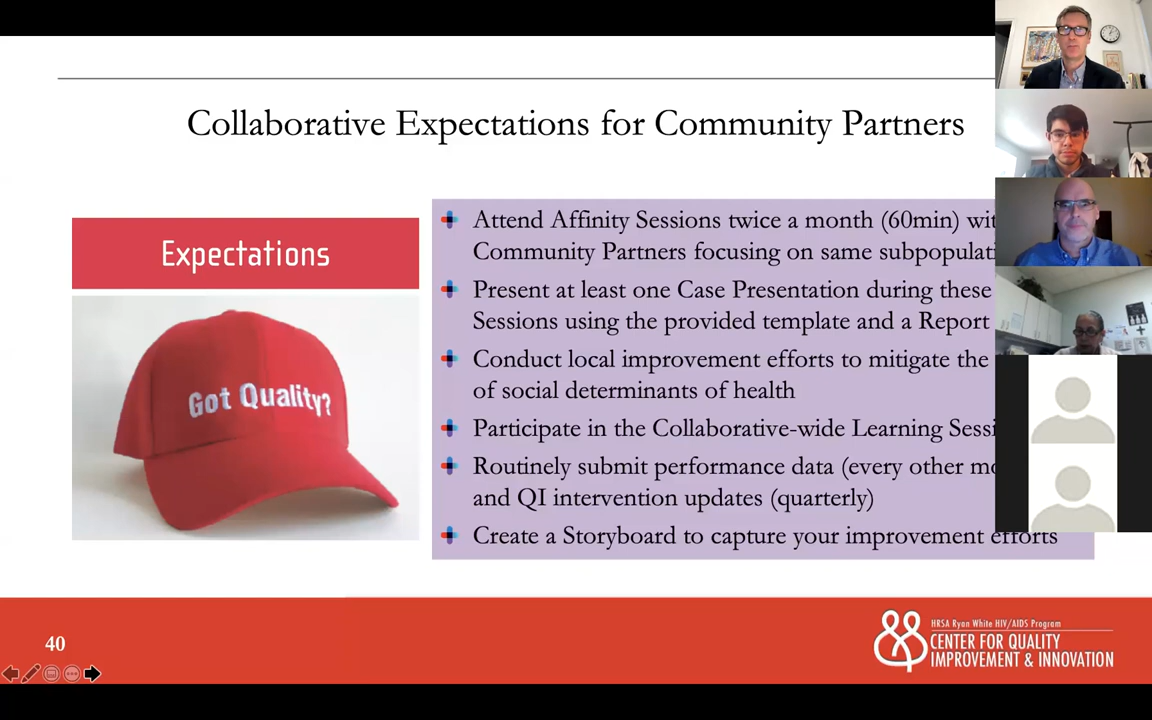 Collaborative Expectations for Community Partners
Expectations
Got Quality?
Attend Affinity Sessions twice a month (60min)
Community Partners focusing on same
Present at least one Case Presentation during these
Sessions using the provided template and a Report
Conduct local improvement efforts to mitigate the
of social determinants of health
Participate in the Collaborative-wide Learning
Routinely submit performance data (every other
and QI intervention updates (quarterly)
Create a Storyboard to capture your improvement efforts
40
HRSA Ryan White HIV/AIDS Program
CENTER FOR QUALITY
IMPROVEMENT & INNOVATION